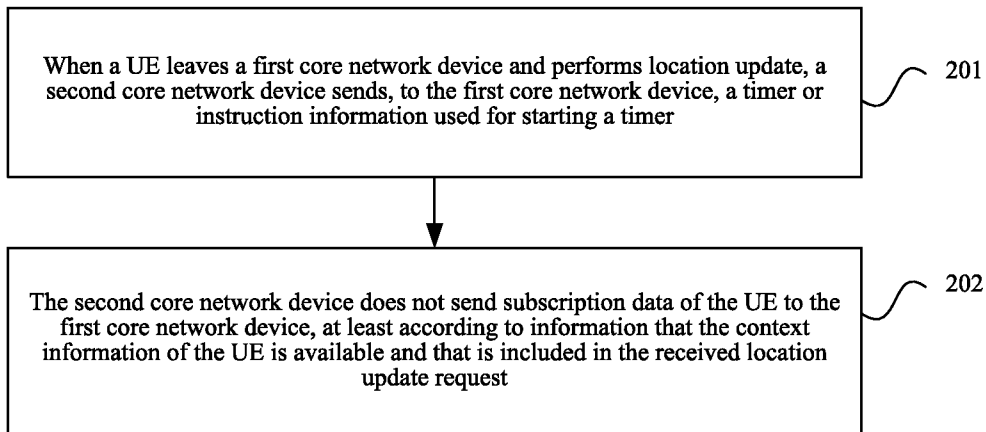 When a UE leaves a first core network device and performs location update, a
second core network device sends, to the first core network device, a timer or
instruction information used for starting a timer
201
The second core network device does not send subscription data of the UE to the
first core network device, at least according to information that the context
information of the UE is available and that is included in the received location
update request
202